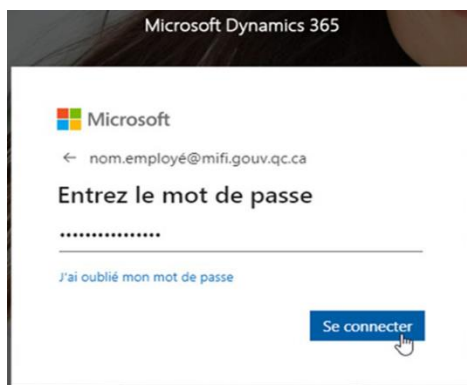 Microsoft Dynamics 365
Microsoft
← nom.employé@mifi.gouv.qc.ca
Entrez le mot de passe
••••••••••••••••
J'ai oublié mon mot de passe
Se connecter